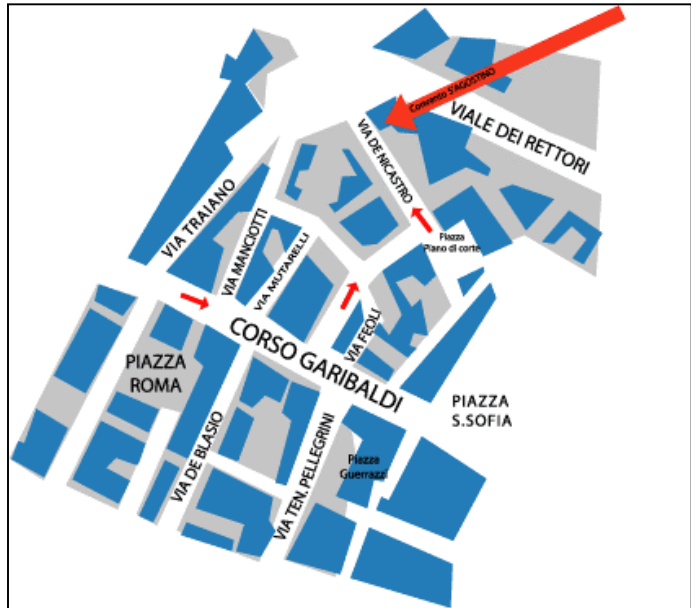 Convento S'AGOSTINO
VIALE DEI RETTORI
VIA DE NICASTRO
VIA TRAIANO
VIA MANCIOTTI
VIA MUTARELLI
Piazza
Piano di corte
VIA FEOLI
CORSO GARIBALDI
PIAZZA
ROMA
PIAZZA
S.SOFIA
VIA DE BLASIO
VIA TEN. PELLEGRINI
Piazza
Guerrazzi